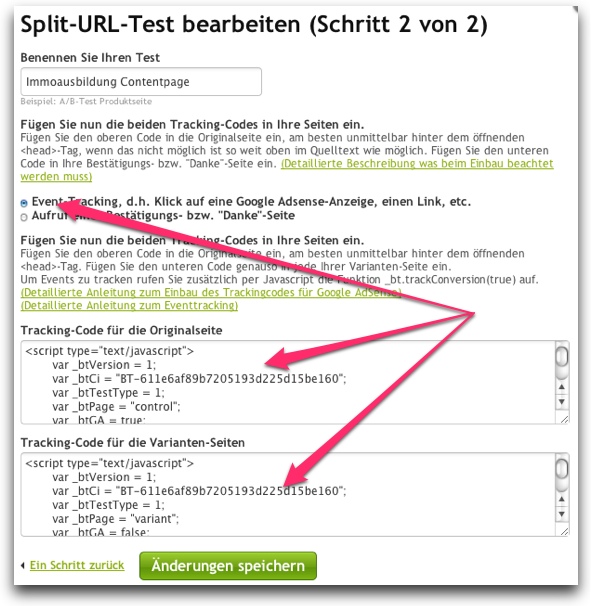 Split-URL-Test bearbeiten (Schritt 2 von 2)
Benennen Sie Ihren Test
Immoausbildung Contentpage
Beispiel: A/B-Test Produktseite
Fügen Sie nun die beiden Tracking-Codes in Ihre Seiten ein.
Fügen Sie den oberen Code in die Originalseite ein, am besten unmittelbar hinter dem öffnenden
<head>-Tag, wenn das nicht möglich ist so weit oben im Quelltext wie möglich. Fügen Sie den unteren
Code in Ihre Bestätigungs- bzw. "Danke"-Seite ein. (Detaillierte Beschreibung was beim Einbau beachtet
werden muss)
Event-Tracking, d.h. Klick auf eine Google Adsense-Anzeige, einen Link, etc.
Aufruf Bestätigungs- bzw. "Danke"-Seite
Fügen Sie nun die beiden Tracking-Codes in Ihre Seiten ein.
Fügen Sie den oberen Code in die Originalseite ein, am besten unmittelbar hinter dem öffnenden
<head>-Tag. Fügen Sie den unteren Code genauso in jede Ihrer Varianten-Seite ein.
Um Events zu tracken rufen Sie zusätzlich per Javascript die Funktion _bt.trackConversion(true) auf.
(Detaillierte Anleitung zum Einbau des Trackingcodes für Google AdSense)
(Detaillierte Anleitung zum Eventtracking)
Tracking-Code für die Originalseite
<script type="text/javascript">
var _btVersion = 1;
var _btCi = "BT-611e6af89b7205193d225d15be160";
var _btTestType = 1;
var _btPage = "control";
var _btGA = true;
Tracking-Code für die Varianten-Seiten
<script type="text/javascript">
var _btVersion = 1;
var _btCi = "BT-611e6af89b7205193d225d15be160";
var _btTestType = 1;
var _btPage = "variant";
var _btGA = false;
Ein Schritt zurück
Änderungen speichern